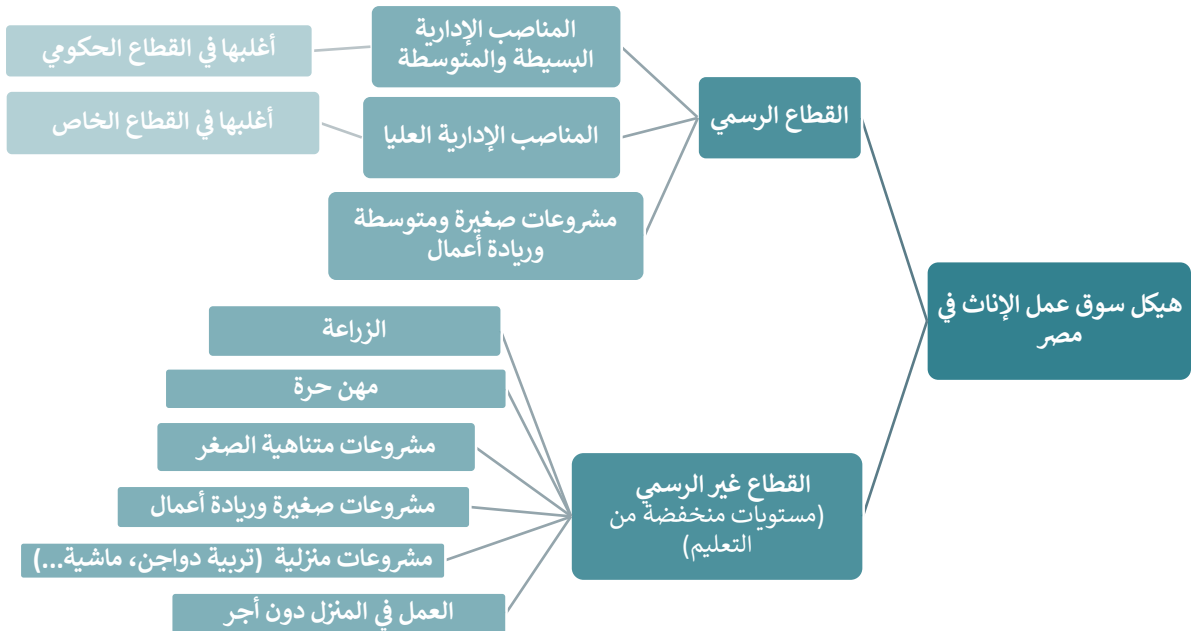 هيكل سوق عمل الإناث في
مصر
القطاع الرسمي
المناصب الإدارية
البسيطة والمتوسطة
أغلبها في القطاع الحكومي
المناصب الإدارية العليا
أغلبها في القطاع الخاص
مشروعات صغيرة ومتوسطة
وريادة أعمال
القطاع غير الرسمي
(مستويات منخفضة من
التعليم)
الزراعة
مهن حرة
مشروعات متناهية الصغر
مشروعات صغيرة وريادة أعمال
مشروعات منزلية (تربية دواجن، ماشية...)
العمل في المنزل دون أجر